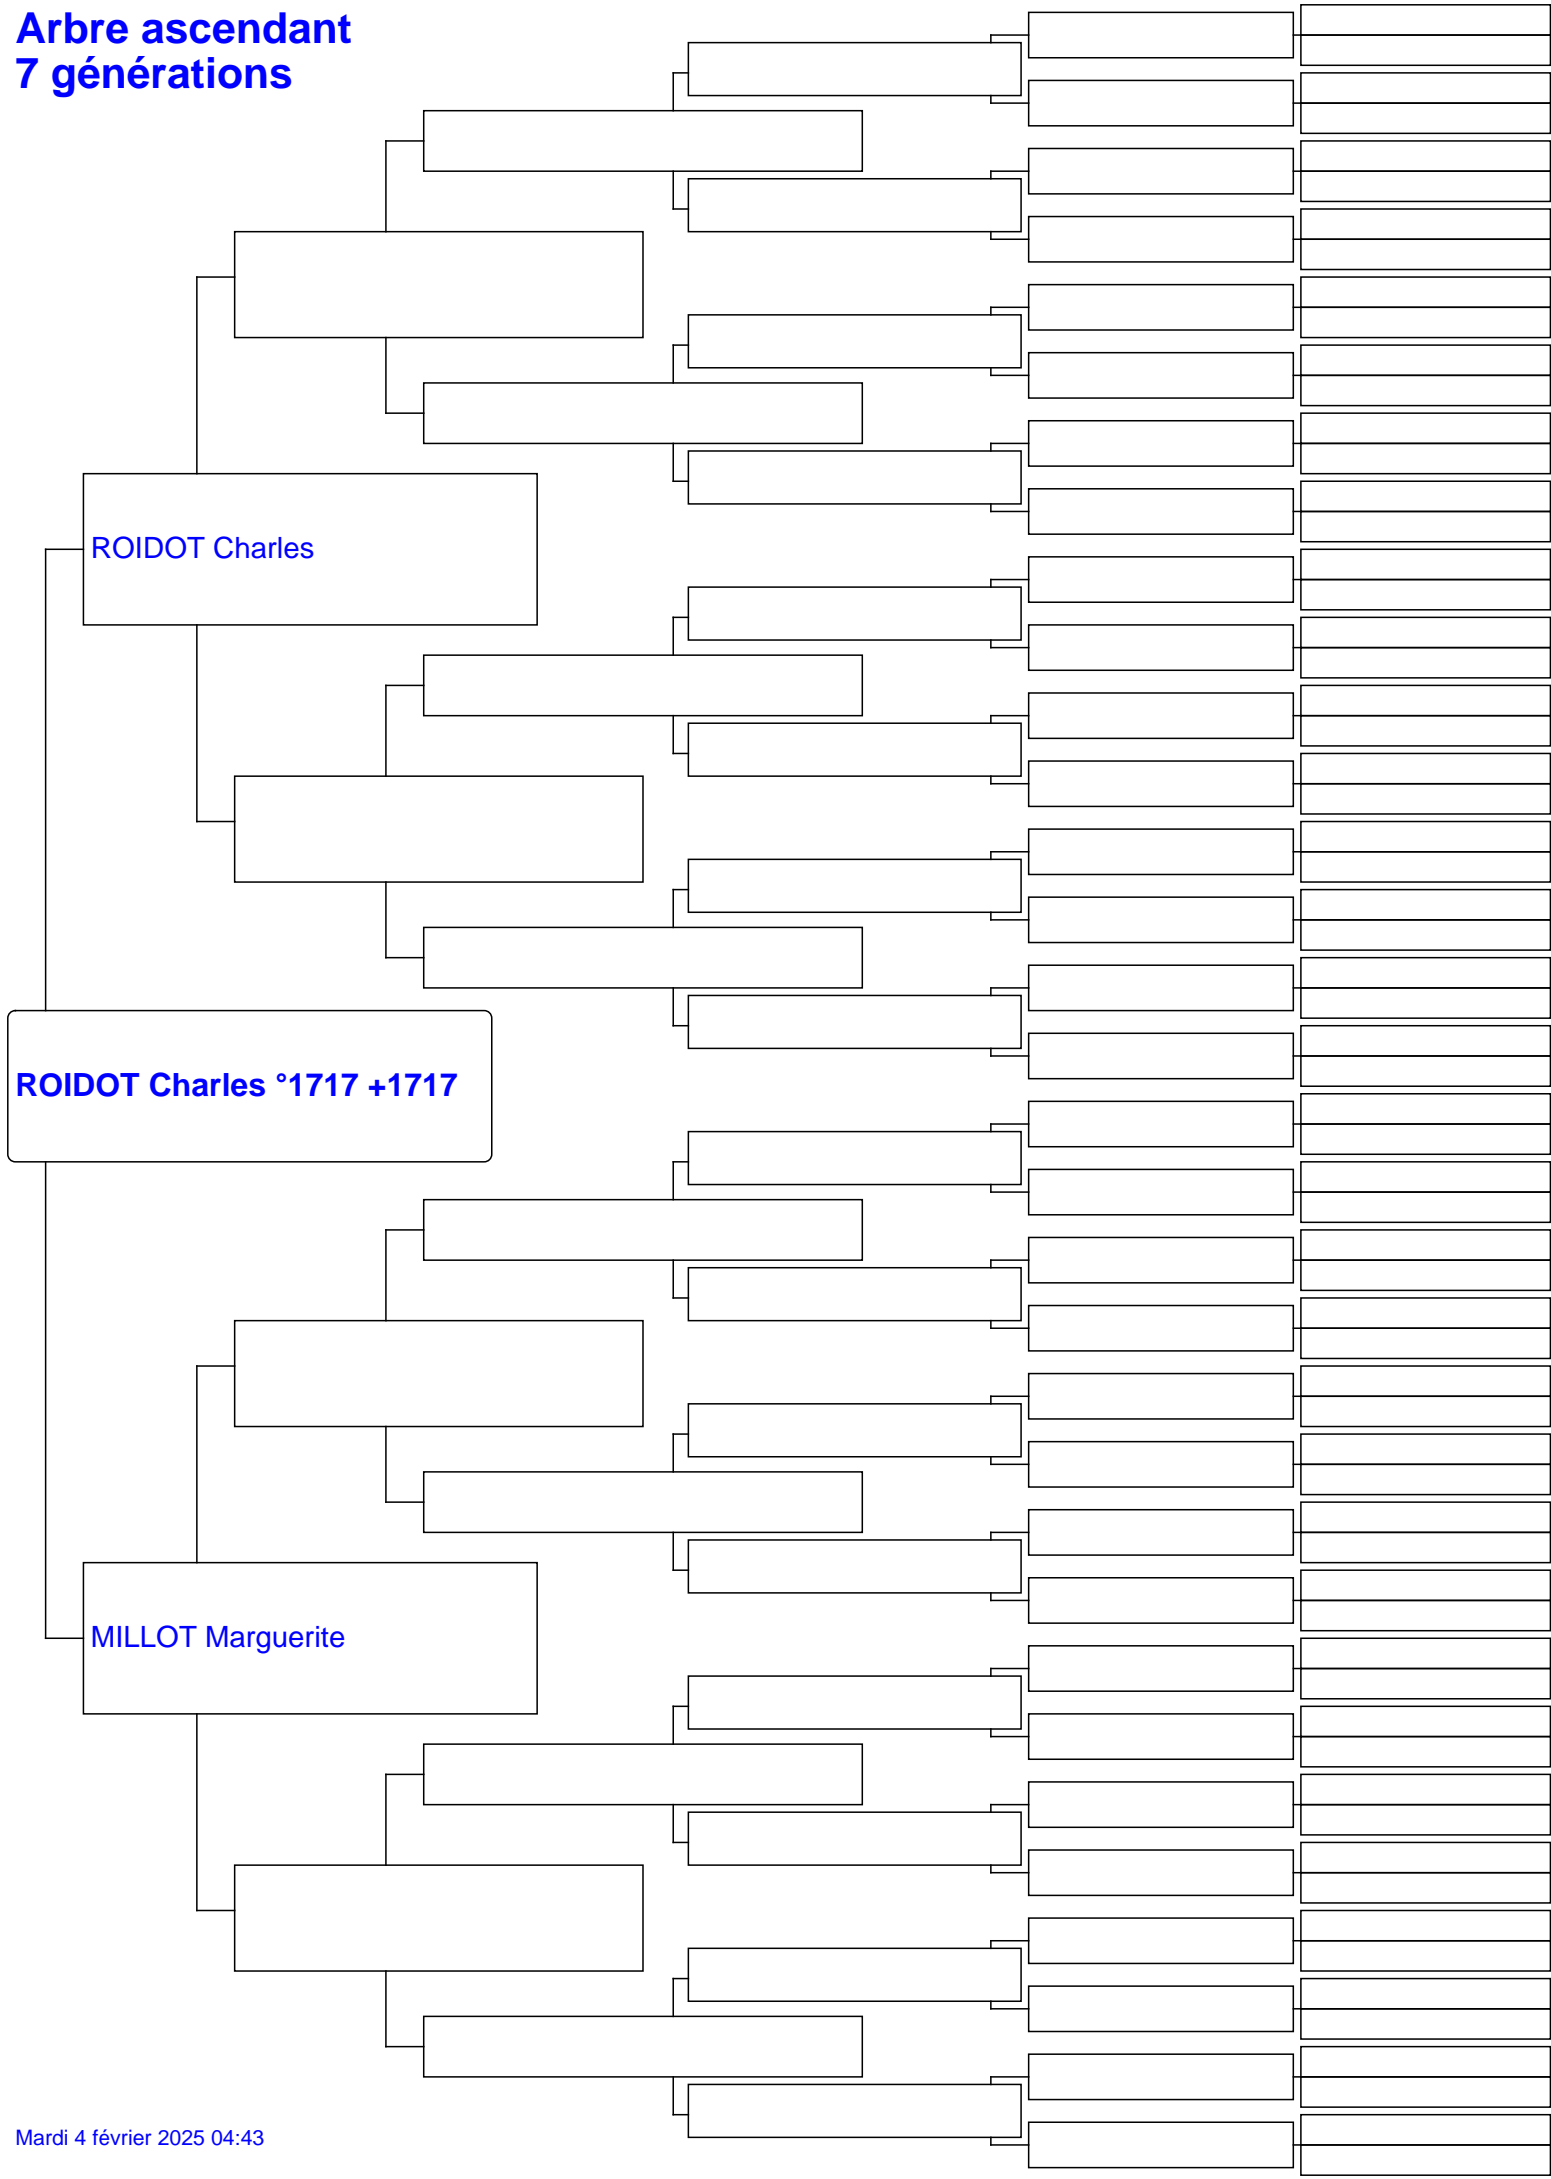 Arbre ascendant
7 générations
ROIDOT Charles
ROIDOT Charles °1717 +1717
MILLOT Marguerite
Mardi 4 février 2025 04:43